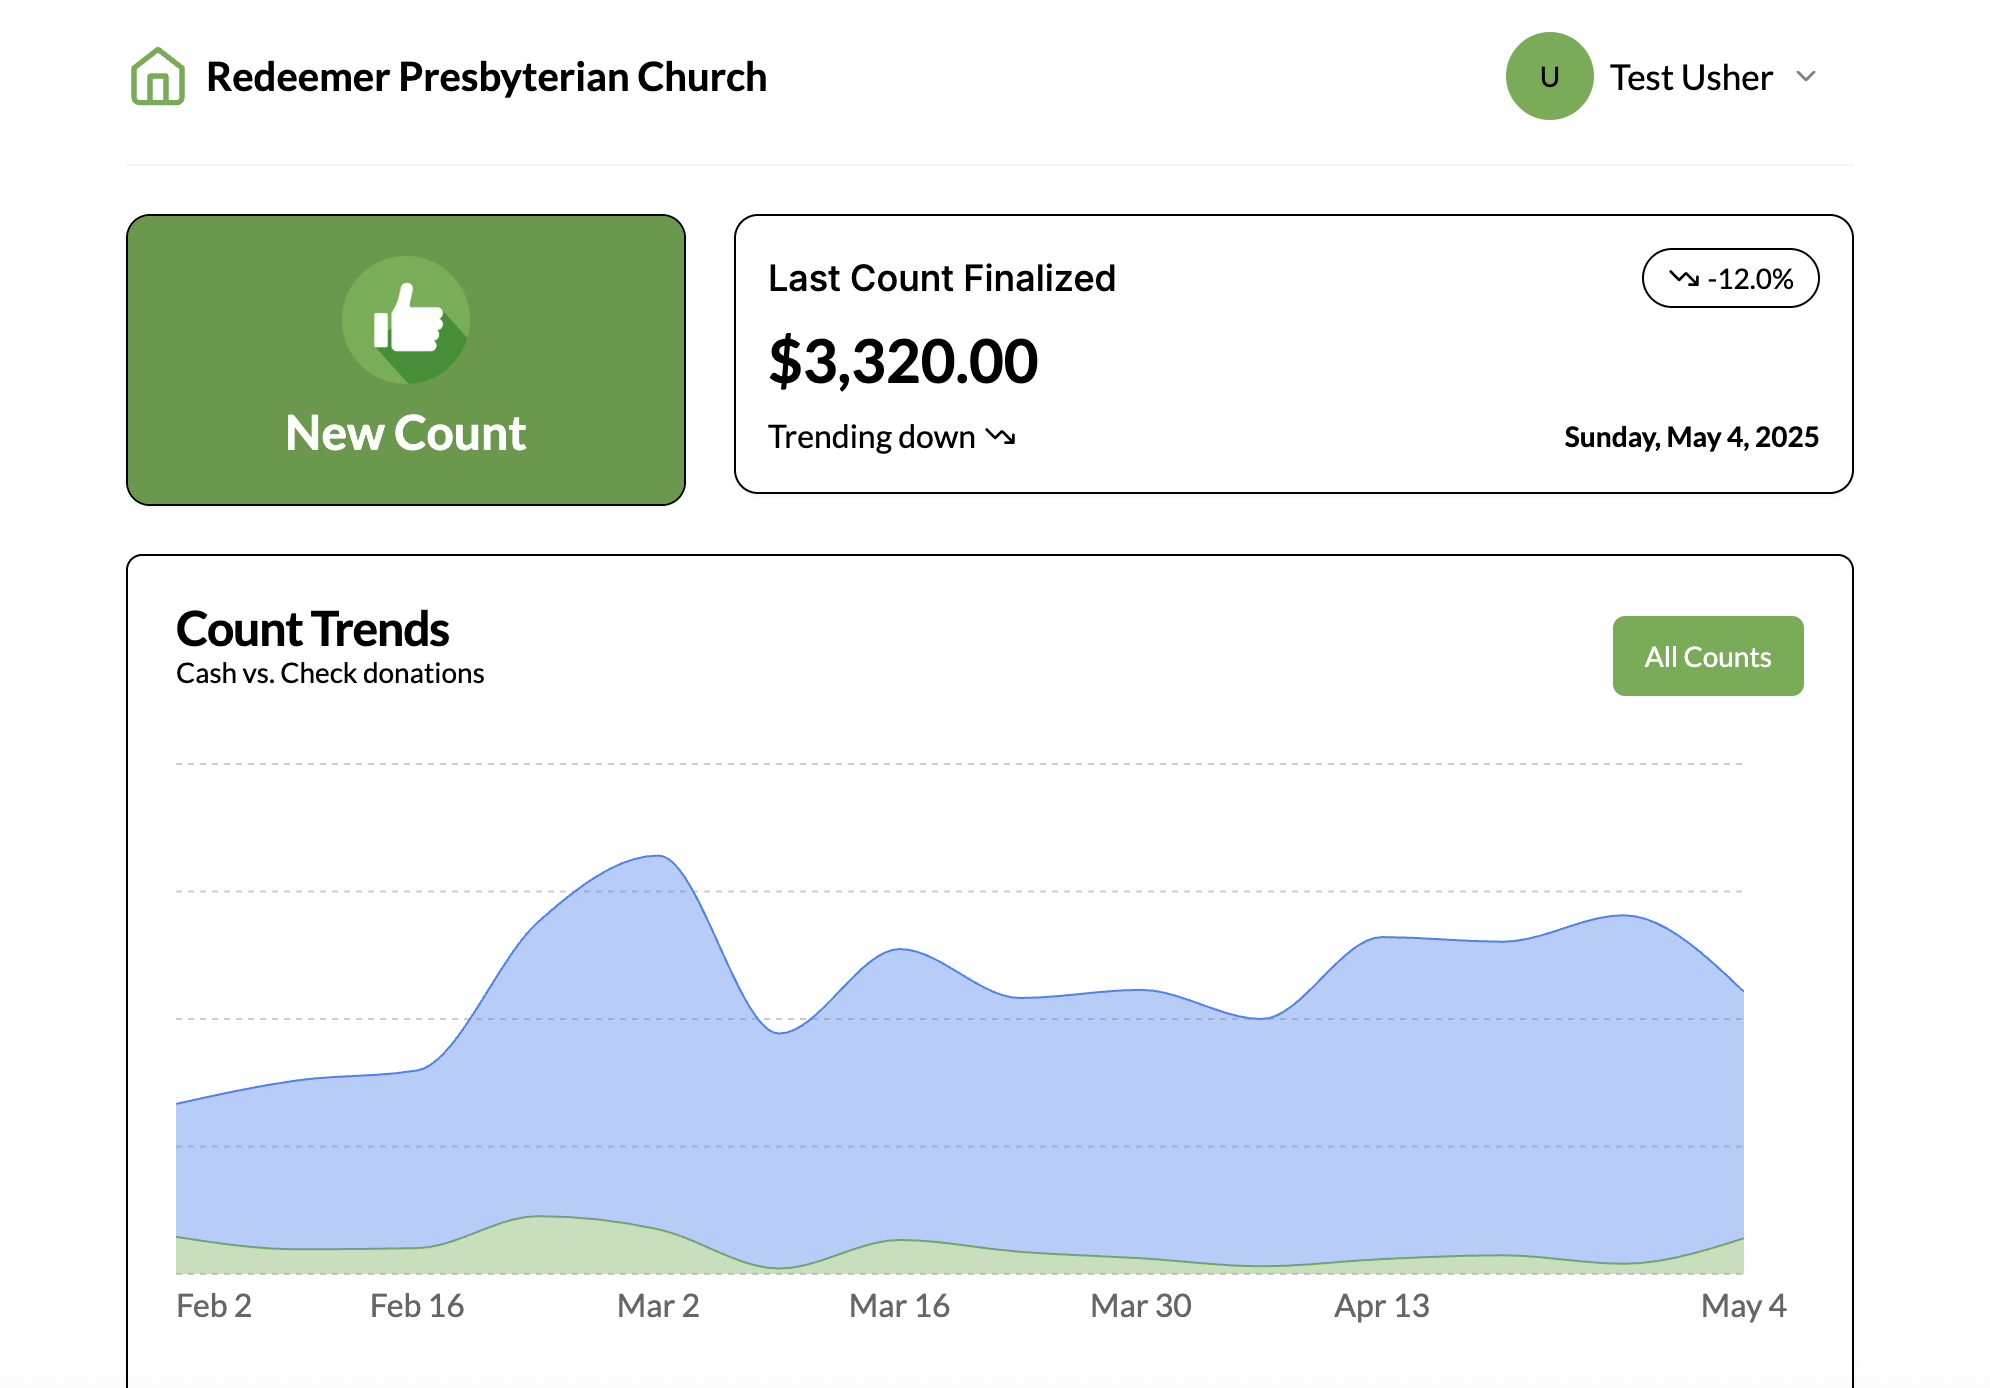 Redeemer Presbyterian Church
U
Test Usher
New Count
Last Count Finalized
-12.0%
$3,320.00
Trending down
Sunday, May 4, 2025
Count Trends
Cash vs. Check donations
All Counts
Feb 2 Feb 16 Mar 2 Mar 16 Mar 30 Apr 13 May 4